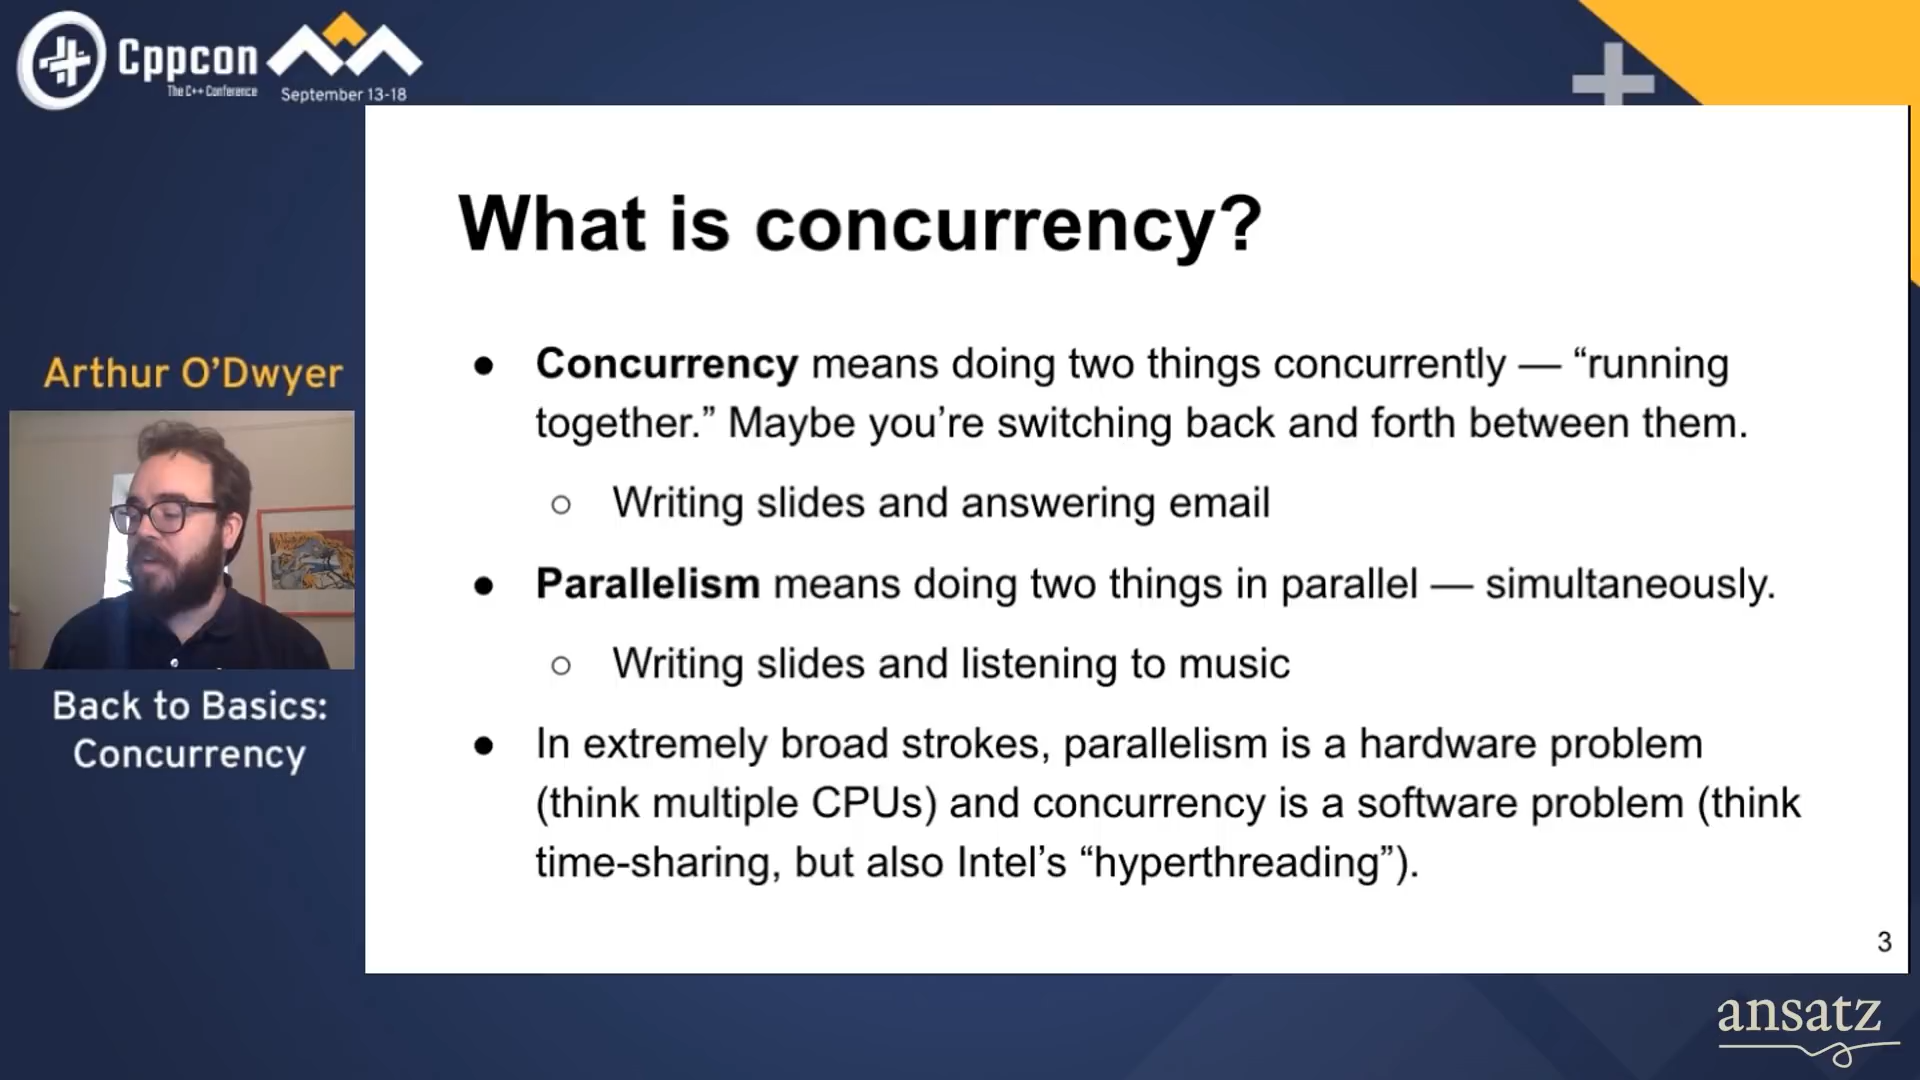 Cppcon
The C++ Conference
September 13-18
What is concurrency?
● Concurrency means doing two things concurrently — “running
together.” Maybe you’re switching back and forth between them.
○ Writing slides and answering email
● Parallelism means doing two things in parallel — simultaneously.
○ Writing slides and listening to music
● In extremely broad strokes, parallelism is a hardware problem
(think multiple CPUs) and concurrency is a software problem (think
time-sharing, but also Intel’s “hyperthreading”).
3
Arthur O’Dwyer
Back to Basics:
Concurrency
ansatz